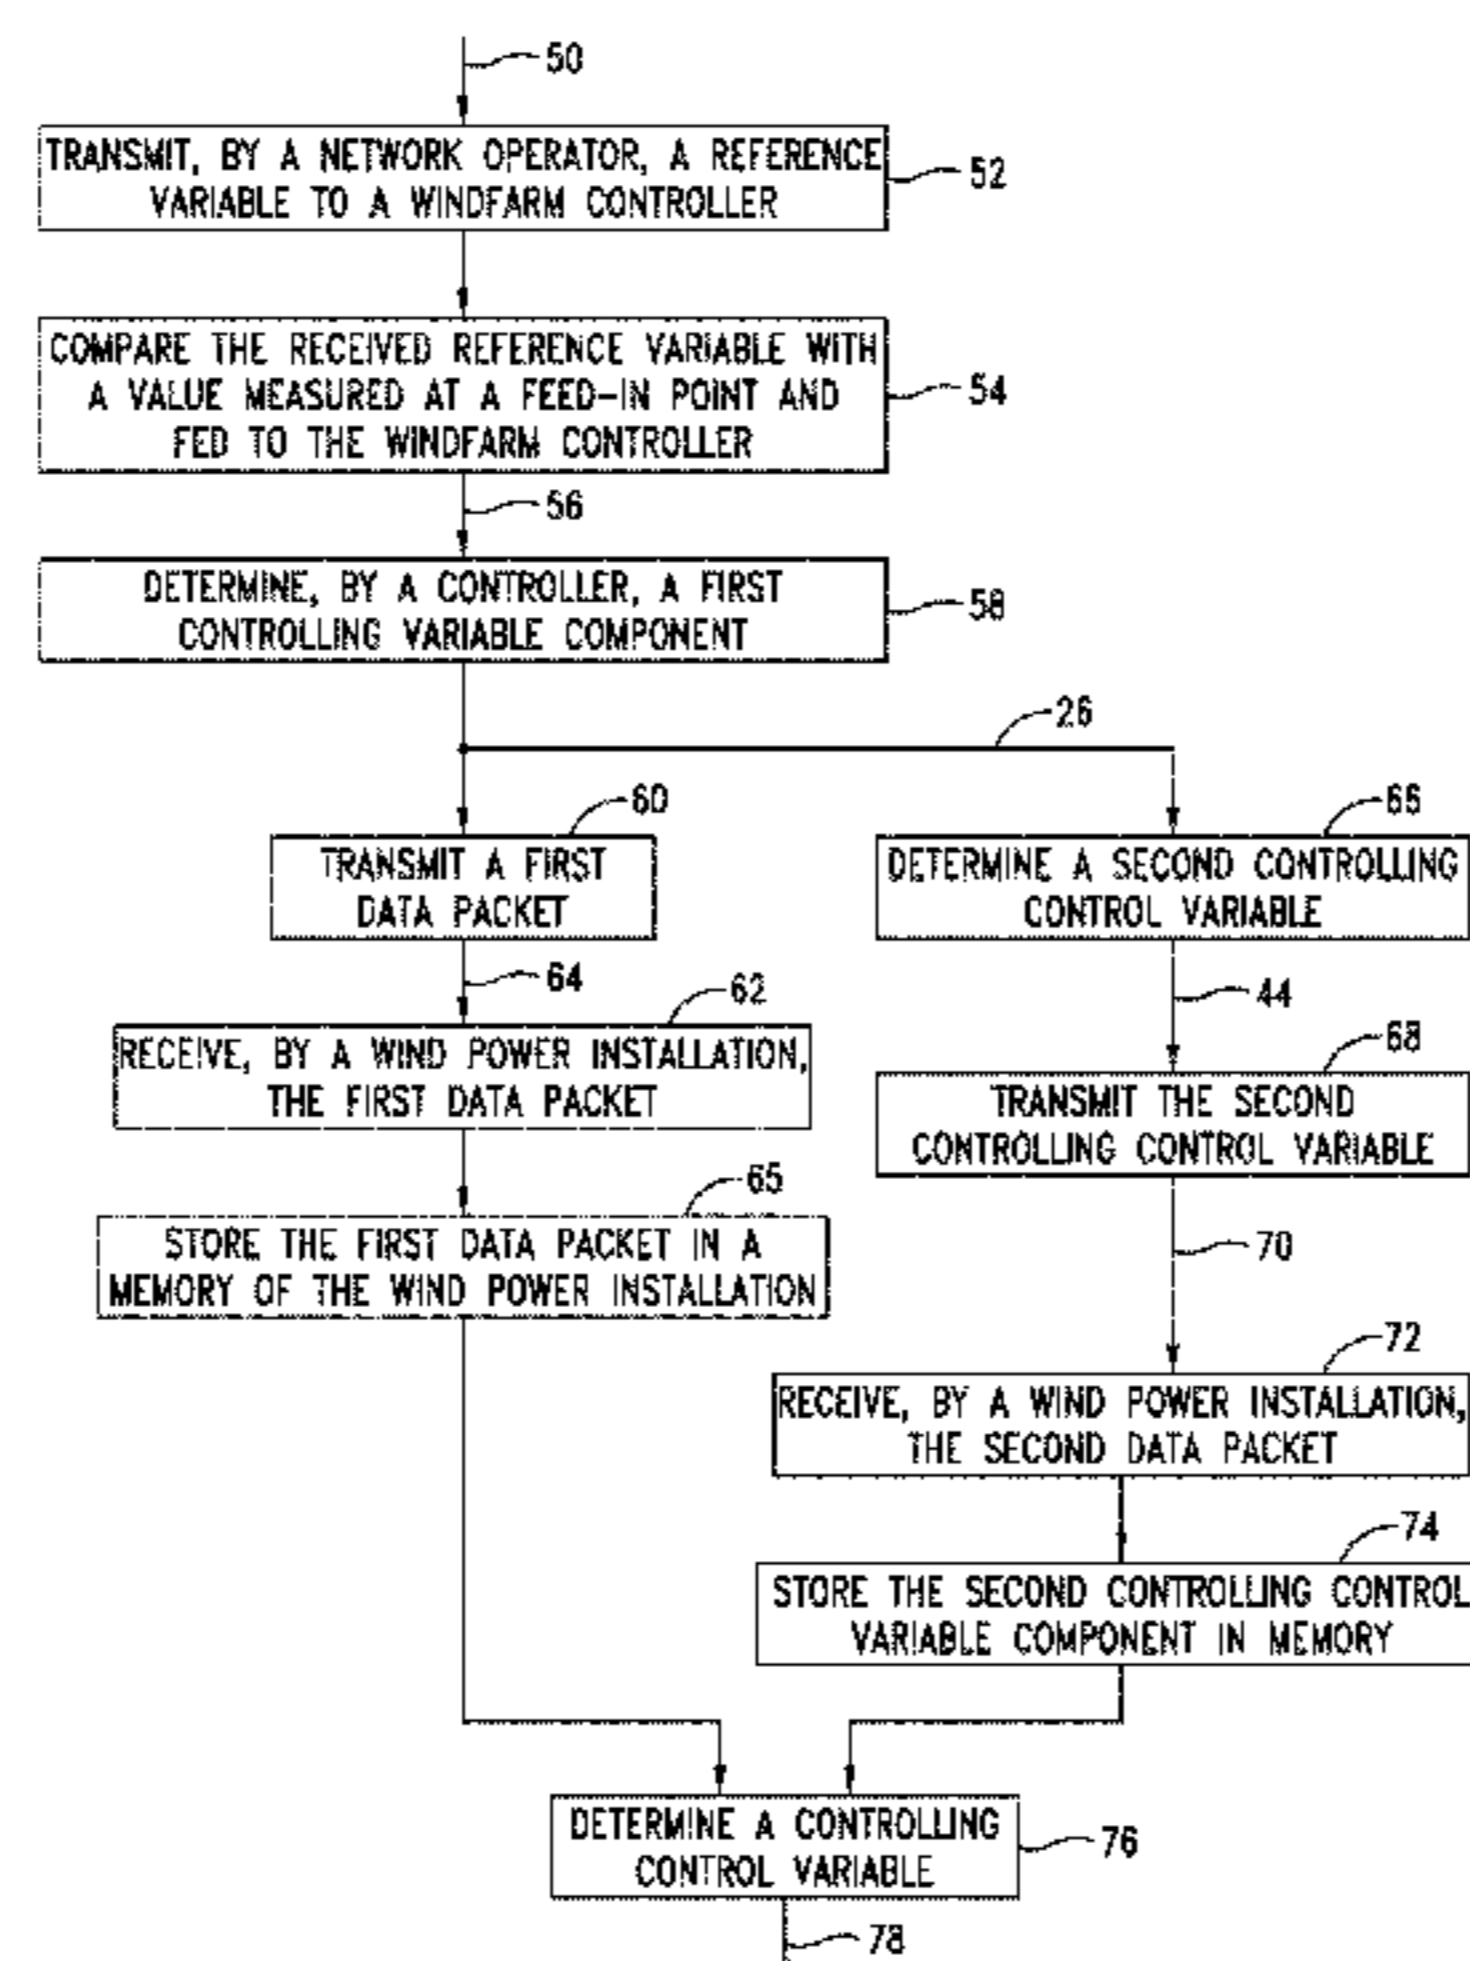 50
TRANSMIT, BY A NETWORK OPERATOR, A REFERENCE
VARIABLE TO A WINDFARM CONTROLLER
52
COMPARE THE RECEIVED REFERENCE VARIABLE WITH
A VALUE MEASURED AT A FEED-IN POINT AND
FED TO THE WINDFARM CONTROLLER
54
56
DETERMINE, BY A CONTROLLER, A FIRST
CONTROLLING VARIABLE COMPONENT
58
26
60
TRANSMIT A FIRST
DATA PACKET
66
DETERMINE A SECOND CONTROLLING
CONTROL VARIABLE
64
44
62
RECEIVE, BY A WIND POWER INSTALLATION,
THE FIRST DATA PACKET
68
TRANSMIT THE SECOND
CONTROLLING CONTROL VARIABLE
65
STORE THE FIRST DATA PACKET IN A
MEMORY OF THE WIND POWER INSTALLATION
70
72
RECEIVE, BY A WIND POWER INSTALLATION,
THE SECOND DATA PACKET
74
STORE THE SECOND CONTROLLING CONTROL
VARIABLE COMPONENT IN MEMORY
DETERMINE A CONTROLLING
CONTROL VARIABLE
76
78